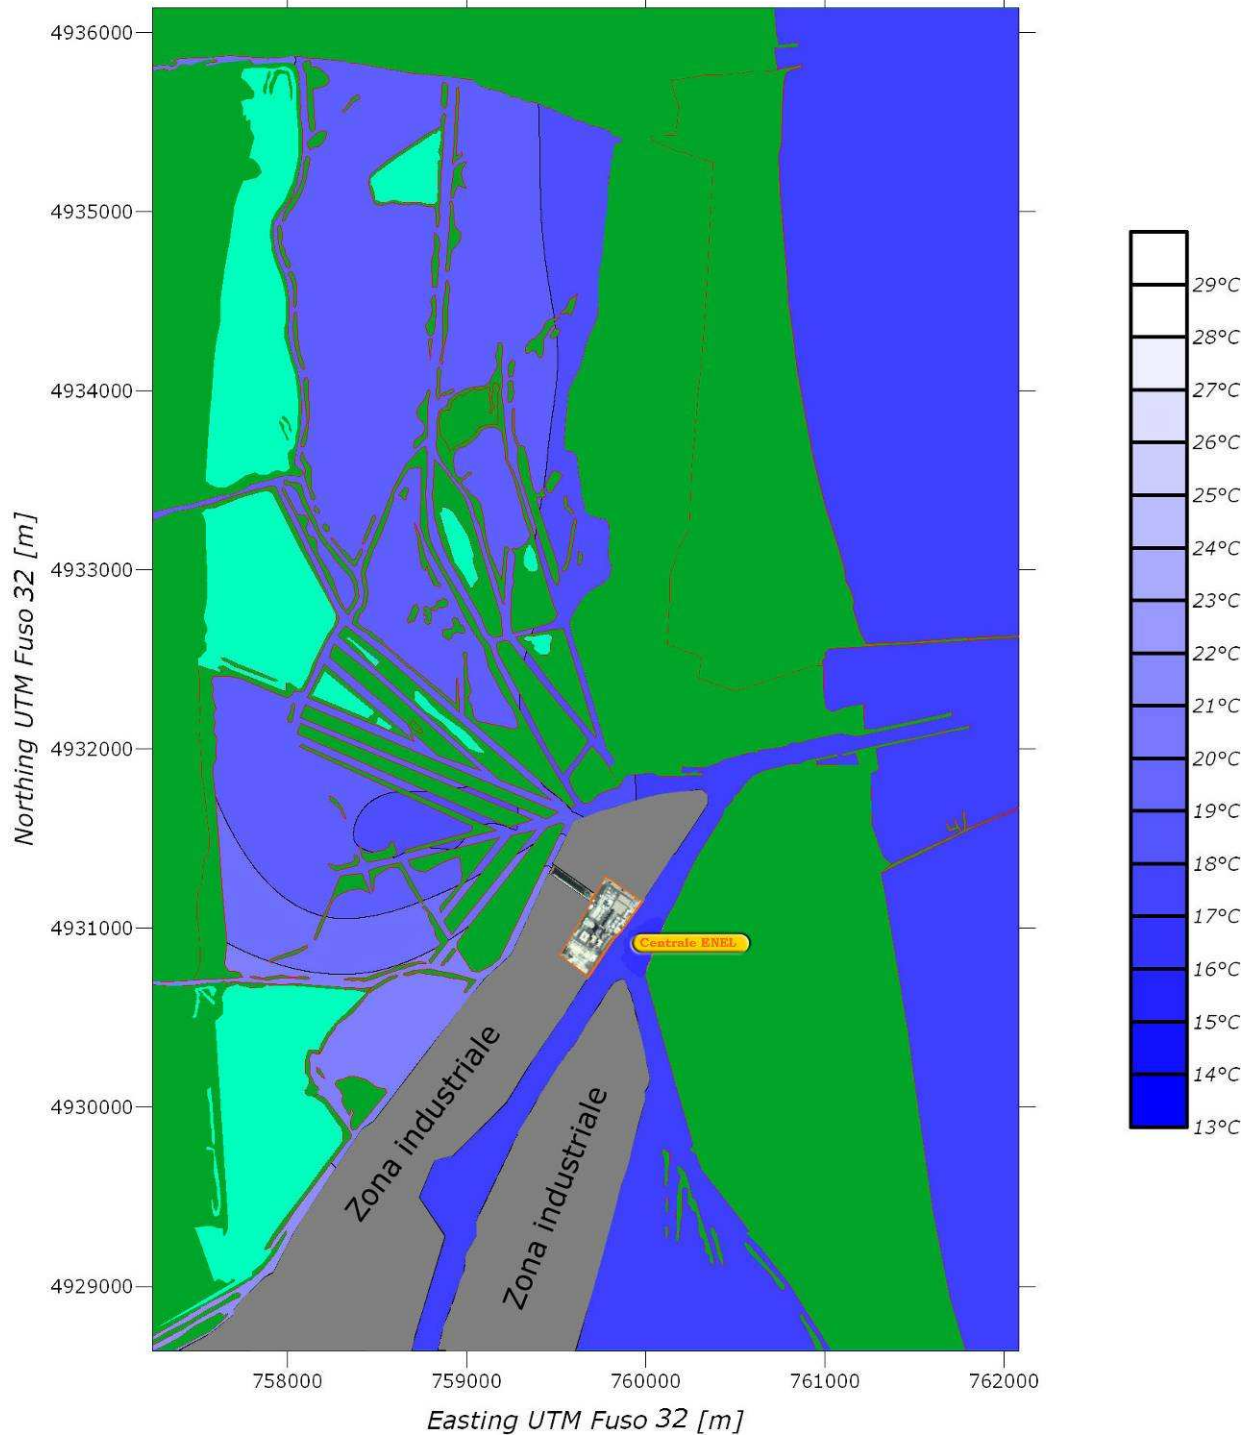 4936000
4935000
4934000
4933000
4932000
4931000
4930000
4929000
Northing UTM Fuso 32 [m]
758000
759000
760000
761000
762000
Easting UTM Fuso 32 [m]
Centrale ENEL
Zona industriale
Zona industriale
29°C
28°C
27°C
26°C
25°C
24°C
23°C
22°C
21°C
20°C
19°C
18°C
17°C
16°C
15°C
14°C
13°C